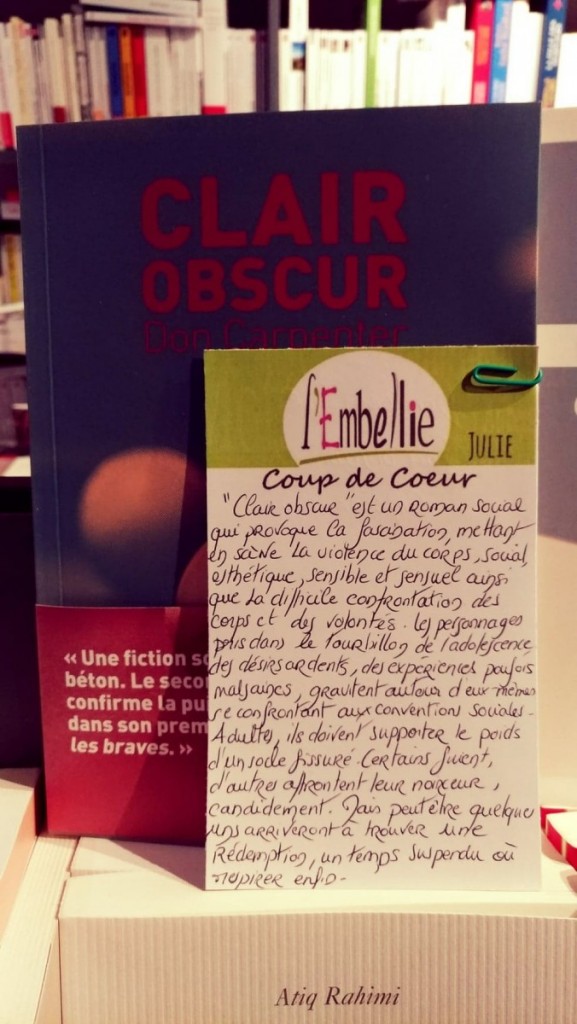 CLAIR
OBSCUR
Don Carpenter
l'Embellie
JULIE
Coup de Coeur
"Clair obscur" est un roman social
qui provoque la fascination, mettant
en scène la violence du corps, social,
esthétique, sensible et sensuel ainsi
que la difficile confrontation des
corps et des volontés. Les personnages
pris dans le tourbillon de l'adolescence,
des désirs ardents, des expériences parfois
malsaines, gravitent autour d'eux mêmes
se confrontant aux conventions sociales.
Adultes, ils doivent supporter le poids
d'un socle fissuré. Certains fuient,
d'autres affrontent leur noirceur,
candidement. Mais peut être quelques
uns arriveront à trouver une
Rédemption, un temps suspendu où
respirer enfin.
« Une fiction so
béton. Le seco
confirme la pui
dans son prem
les braves. »
Atiq Rahimi